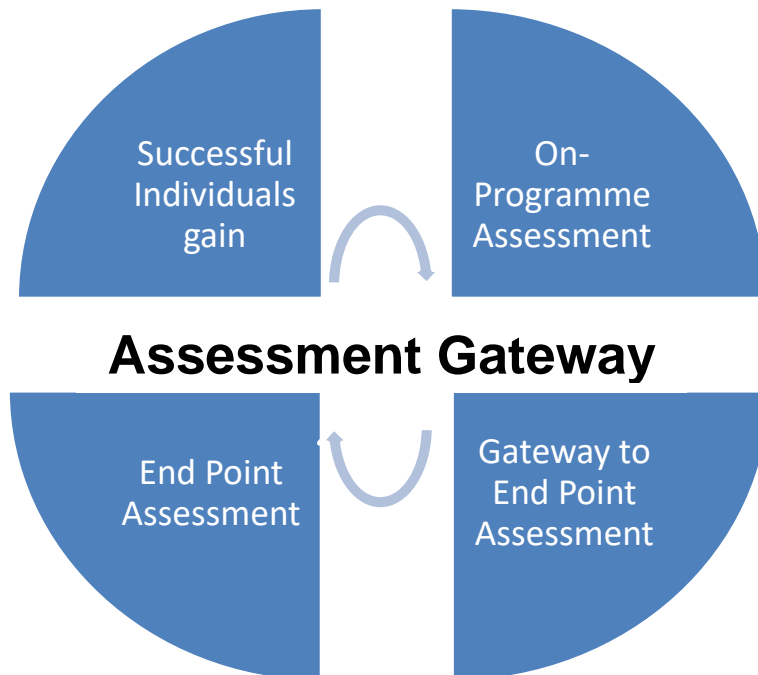 Successful
Individuals
gain
On-
Programme
Assessment
Assessment Gateway
End Point
Assessment
Gateway to
End Point
Assessment